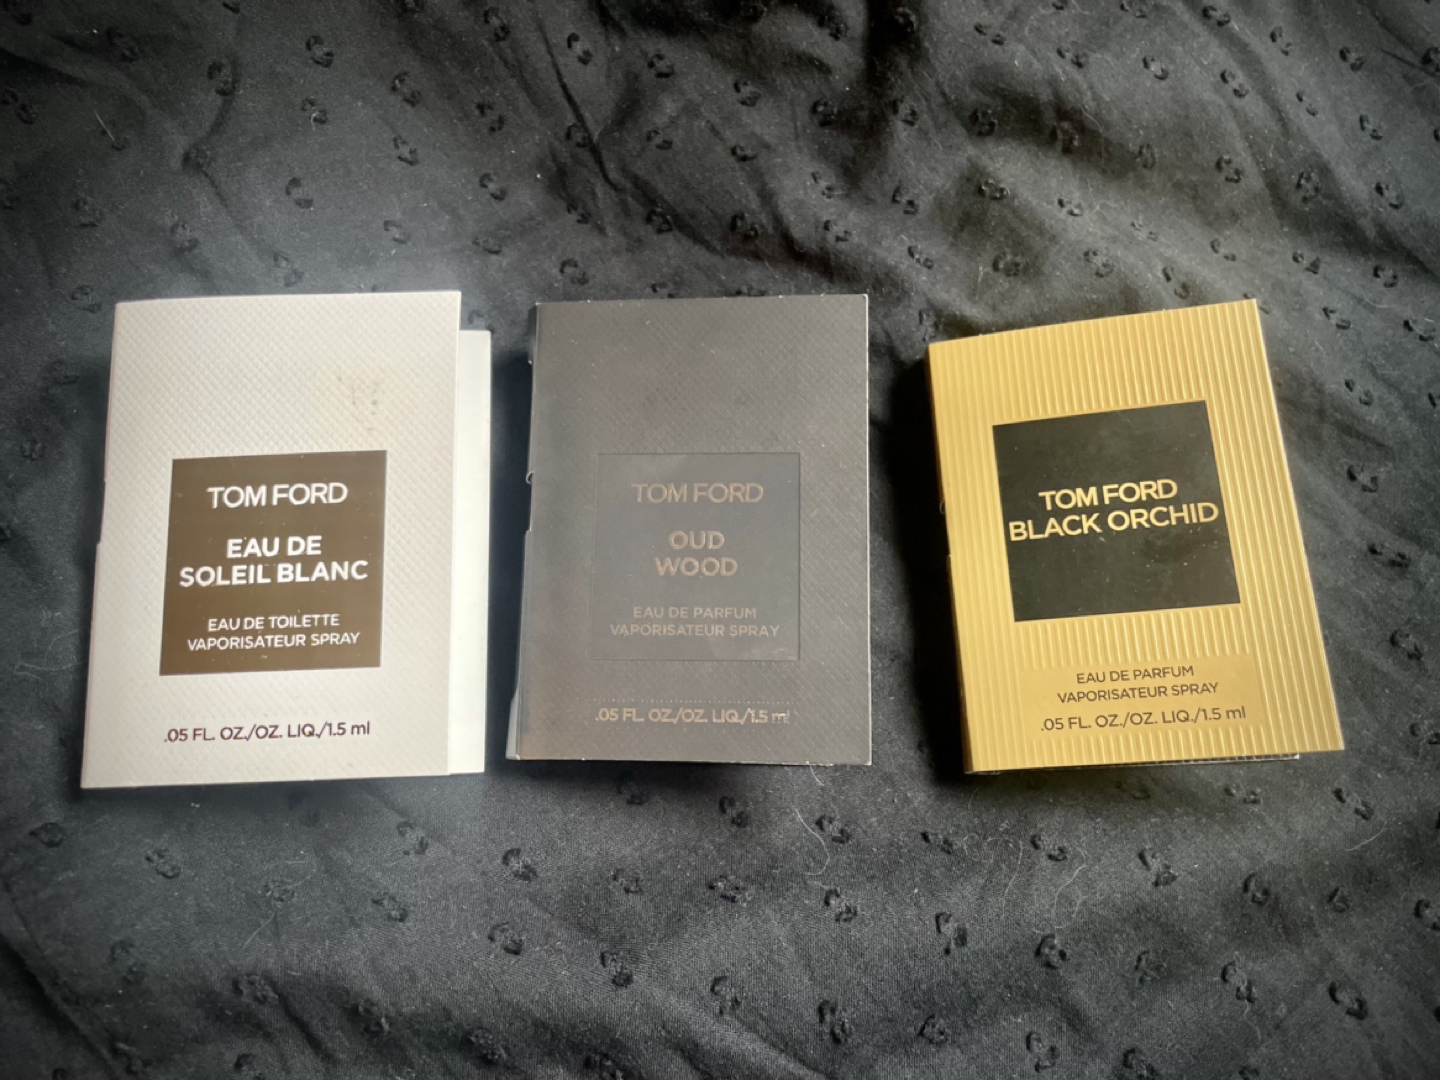 TOM FORD
EAU DE
SOLEIL BLANC
EAU DE TOILETTE
VAPORISATEUR SPRAY
.05 FL. OZ./OZ. LIQ./1.5 ml
TOM FORD
OUD
WOOD
EAU DE PARFUM
VAPORISATEUR SPRAY
.05 FL. OZ./OZ. LIQ./1.5 ml
TOM FORD
BLACK ORCHID
EAU DE PARFUM
VAPORISATEUR SPRAY
.05 FL. OZ./OZ. LIQ./1.5 ml